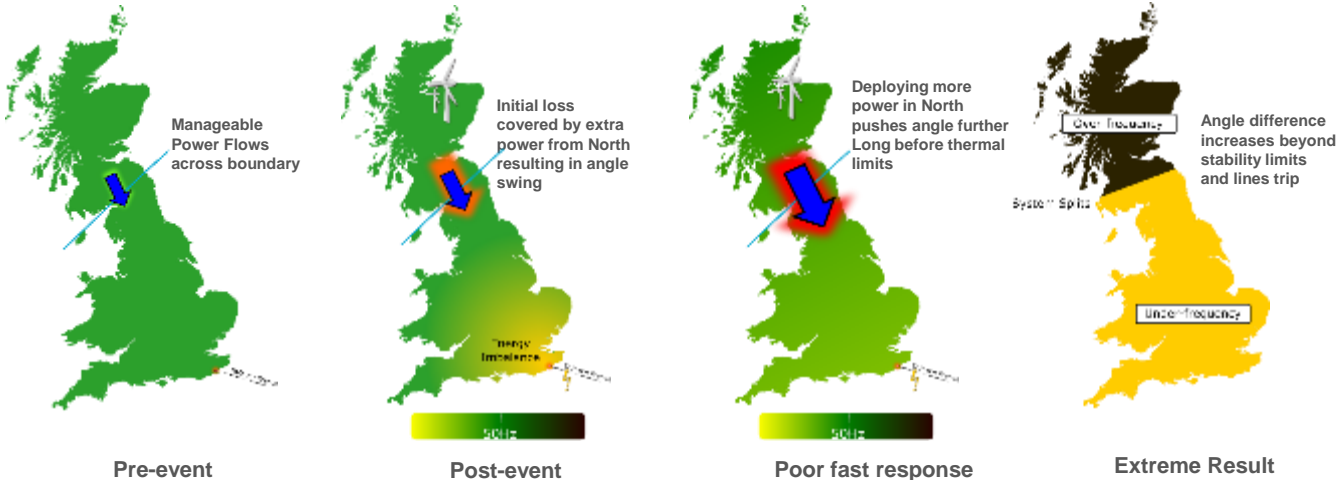 Manageable
Power Flows
across boundary
Pre-event
Initial loss
covered by extra
power from North
resulting in angle
swing
Energy
Imbalance
50Hz
Post-event
Deploying more
power in North
pushes angle further
Long before thermal
limits
50Hz
Poor fast response
Over-frequency
Angle difference
increases beyond
stability limits
and lines trip
System Splits
Under-frequency
Extreme Result